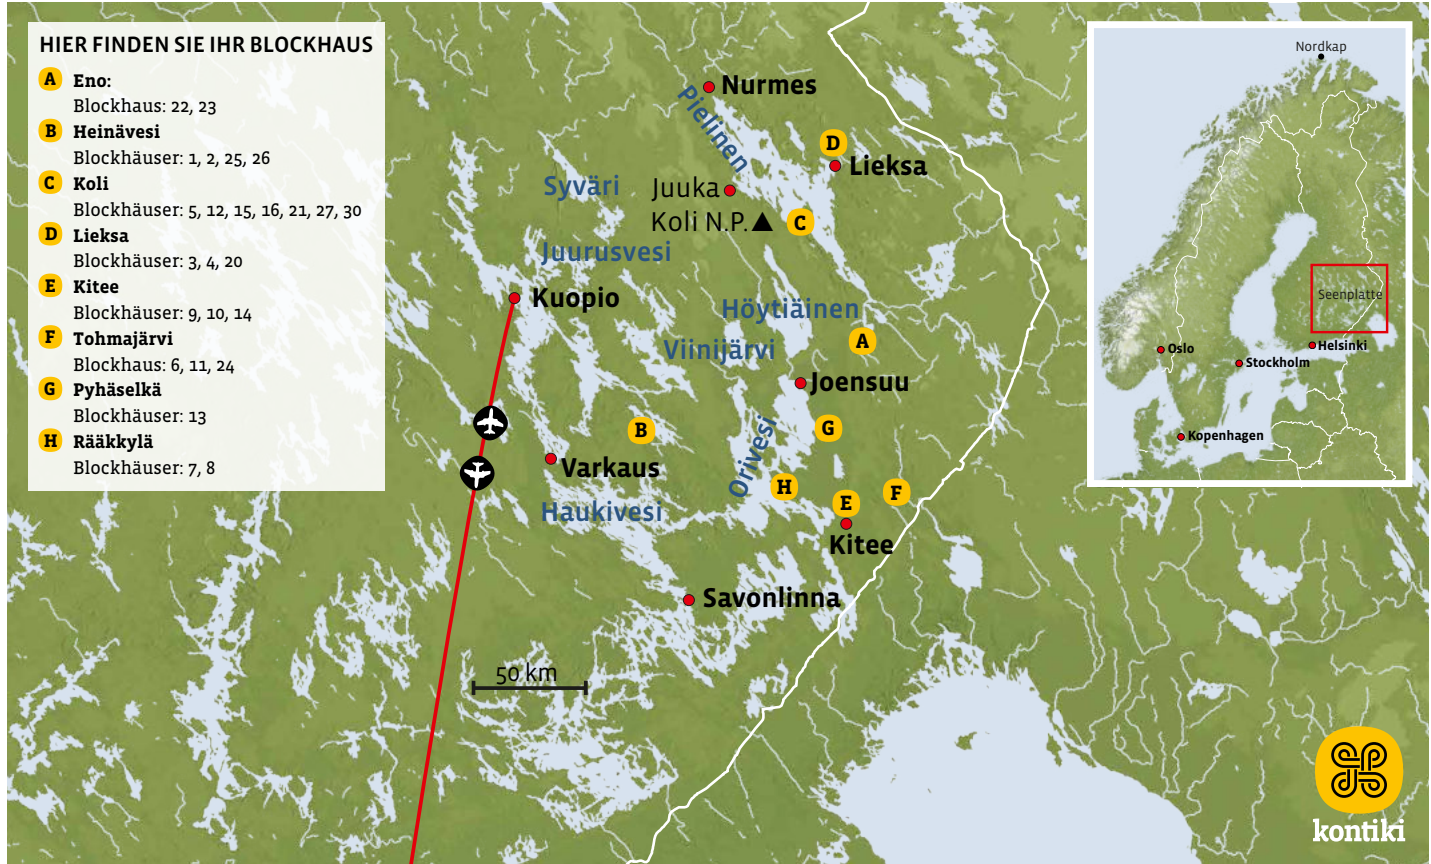 HIER FINDEN SIE IHR BLOCKHAUS
A Eno:
Blockhaus: 22, 23
B Heinävesi
Blockhäuser: 1, 2, 25, 26
C Koli
Blockhäuser: 5, 12, 15, 16, 21, 27, 30
D Lieksa
Blockhäuser: 3, 4, 20
E Kitee
Blockhäuser: 9, 10, 14
F Tohmajärvi
Blockhaus: 6, 11, 24
G Pyhäselkä
Blockhäuser: 13
H Rääkkylä
Blockhäuser: 7, 8
Nurmes
Pielinen
D
Lieksa
Syväri
Juuka
Koli N.P.
C
Juurusvesi
Kuopio
Höytiäinen
A
Viinijärvi
Joensuu
B
G
Orivesi
Varkaus
H
E
F
Haukivesi
Kitee
Savonlinna
50 km
Nordkap
Seenplatte
Helsinki
Oslo
Stockholm
Kopenhagen
kontiki